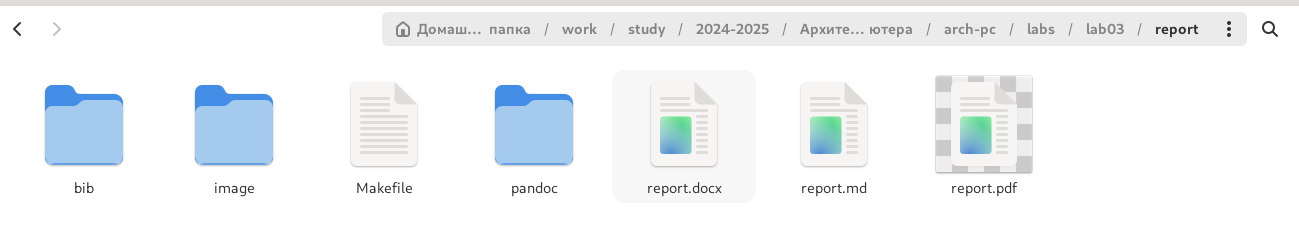 Домаш... папка / work / study / 2024-2025 / Архите... ютера / arch-pc / labs / lab03 / report
bib image Makefile pandoc report.docx report.md report.pdf